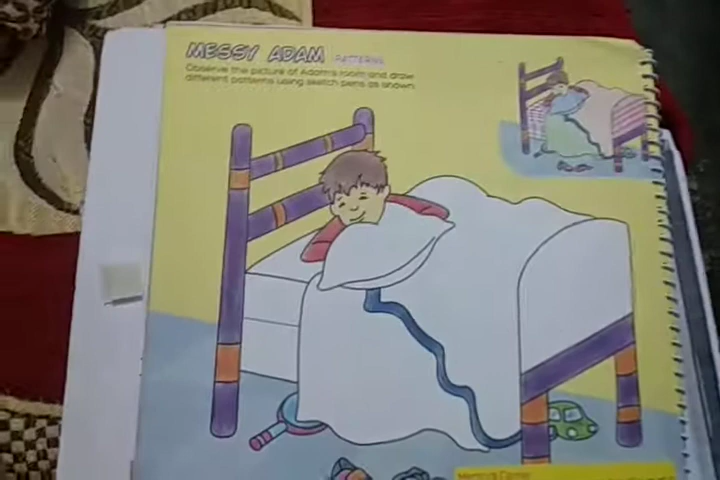 MESSY ADAM PATTERNS
Observe the picture of Adam's room and draw
different patterns using sketch pens as shown.